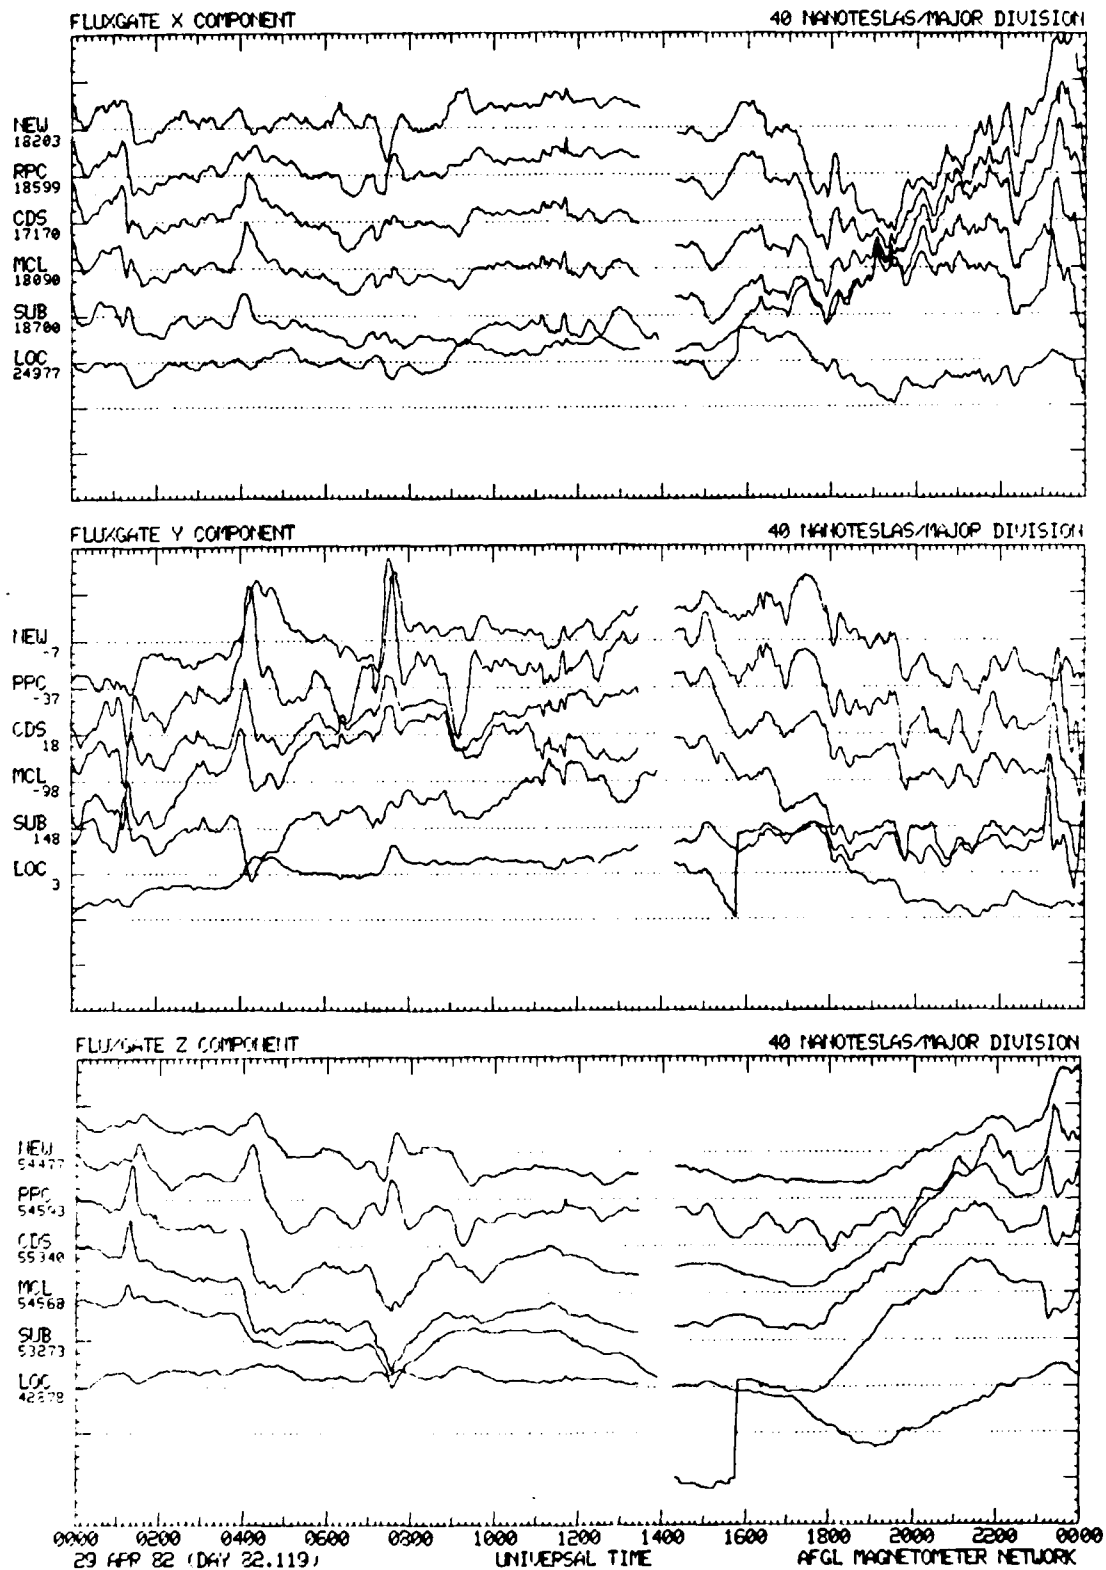 FLUXGATE X COMPONENT 40 NANOTESLAS/MAJOR DIVISION
NEW
18203
RPC
18599
CDS
17170
MCL
18090
SUB
18700
LOC
24977
FLUXGATE Y COMPONENT 40 NANOTESLAS/MAJOR DIVISION
NEW
-7
PPC
-37
CDS
18
MCL
-98
SUB
148
LOC
3
FLUXGATE Z COMPONENT 40 NANOTESLAS/MAJOR DIVISION
NEW
54477
PPC
CDS
55340
MCL
54560
SUB
53273
LOC
0000 0200 0400 0600 0800 1000 1200 1400 1600 1800 2000 2200 0000
29 APR 82 (DAY 82.119) UNIVERSAL TIME AFGL MAGNETOMETER NETWORK